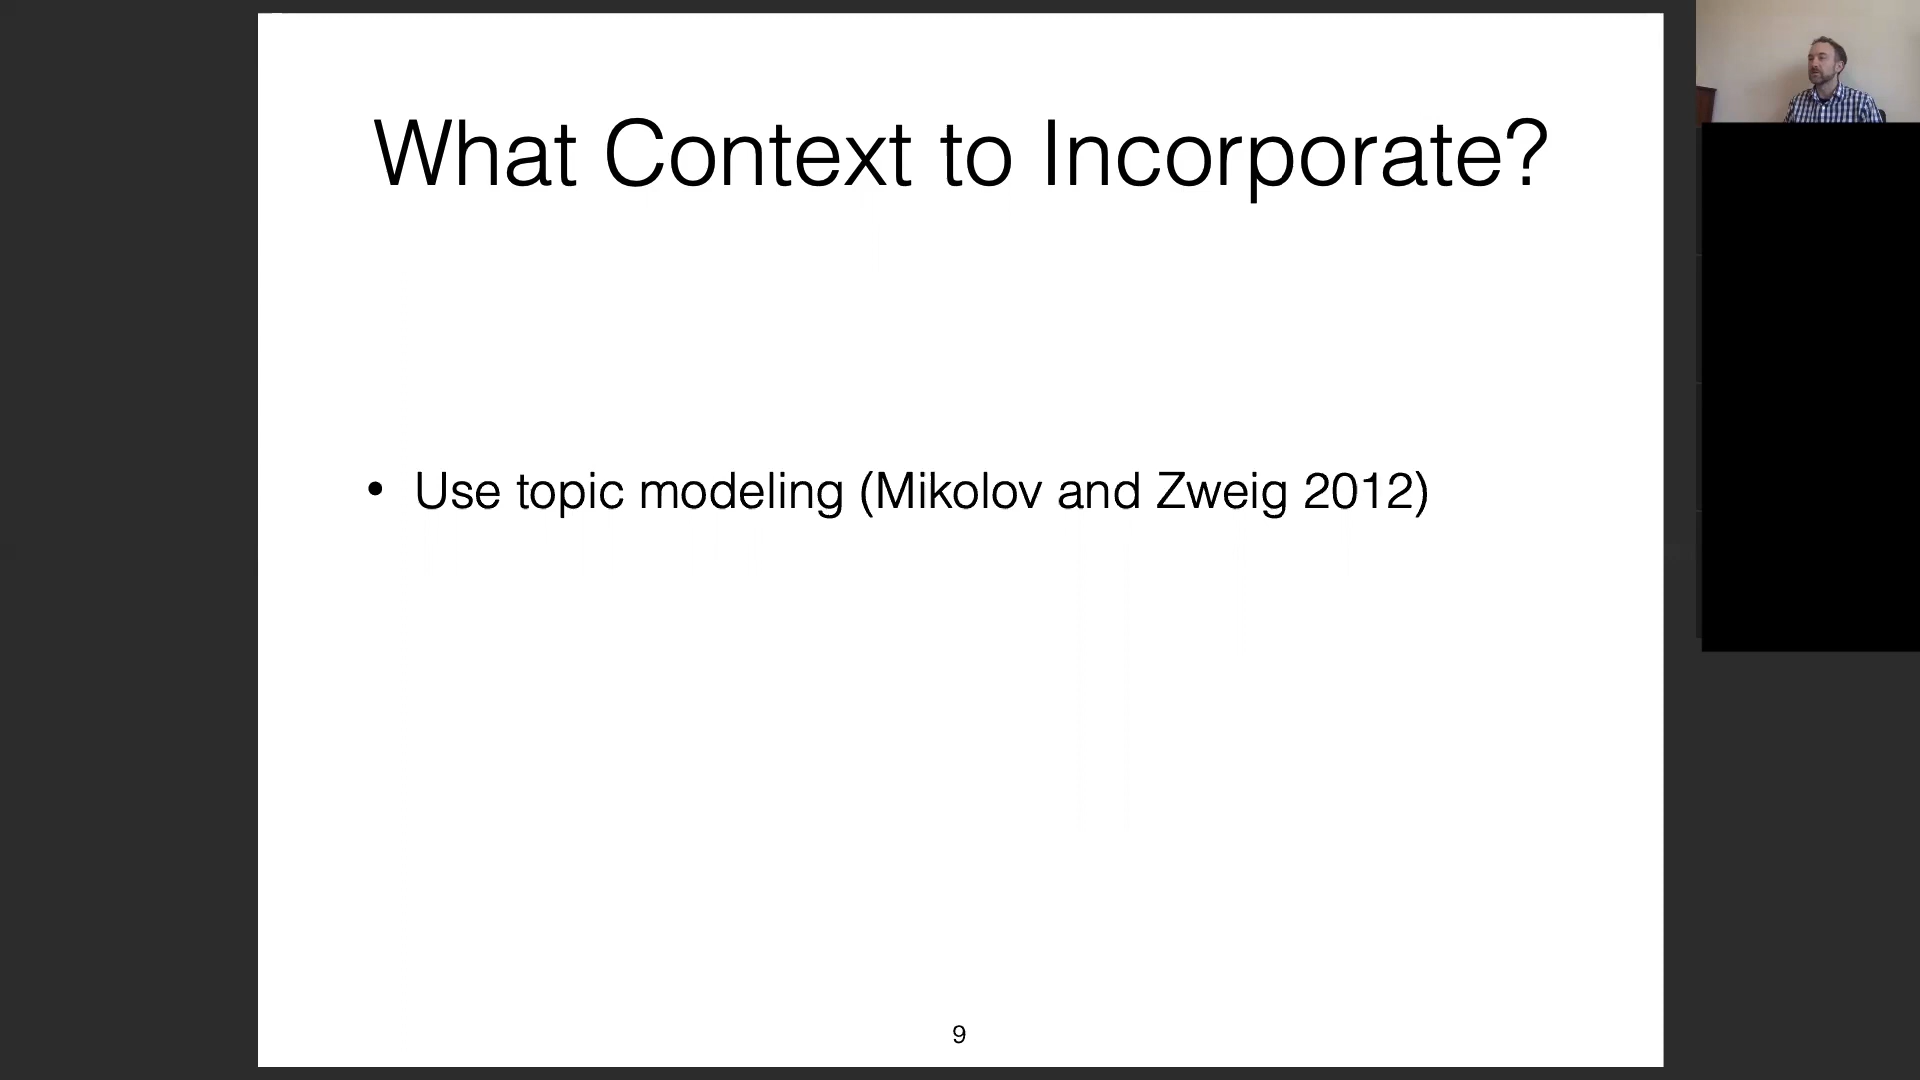 What Context to Incorporate?
• Use topic modeling (Mikolov and Zweig 2012)
9